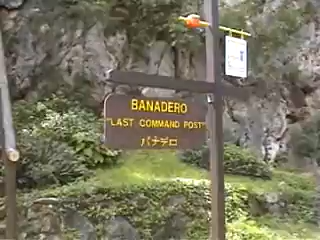 BANADERO
"LAST COMMAND POST"
バナデロ